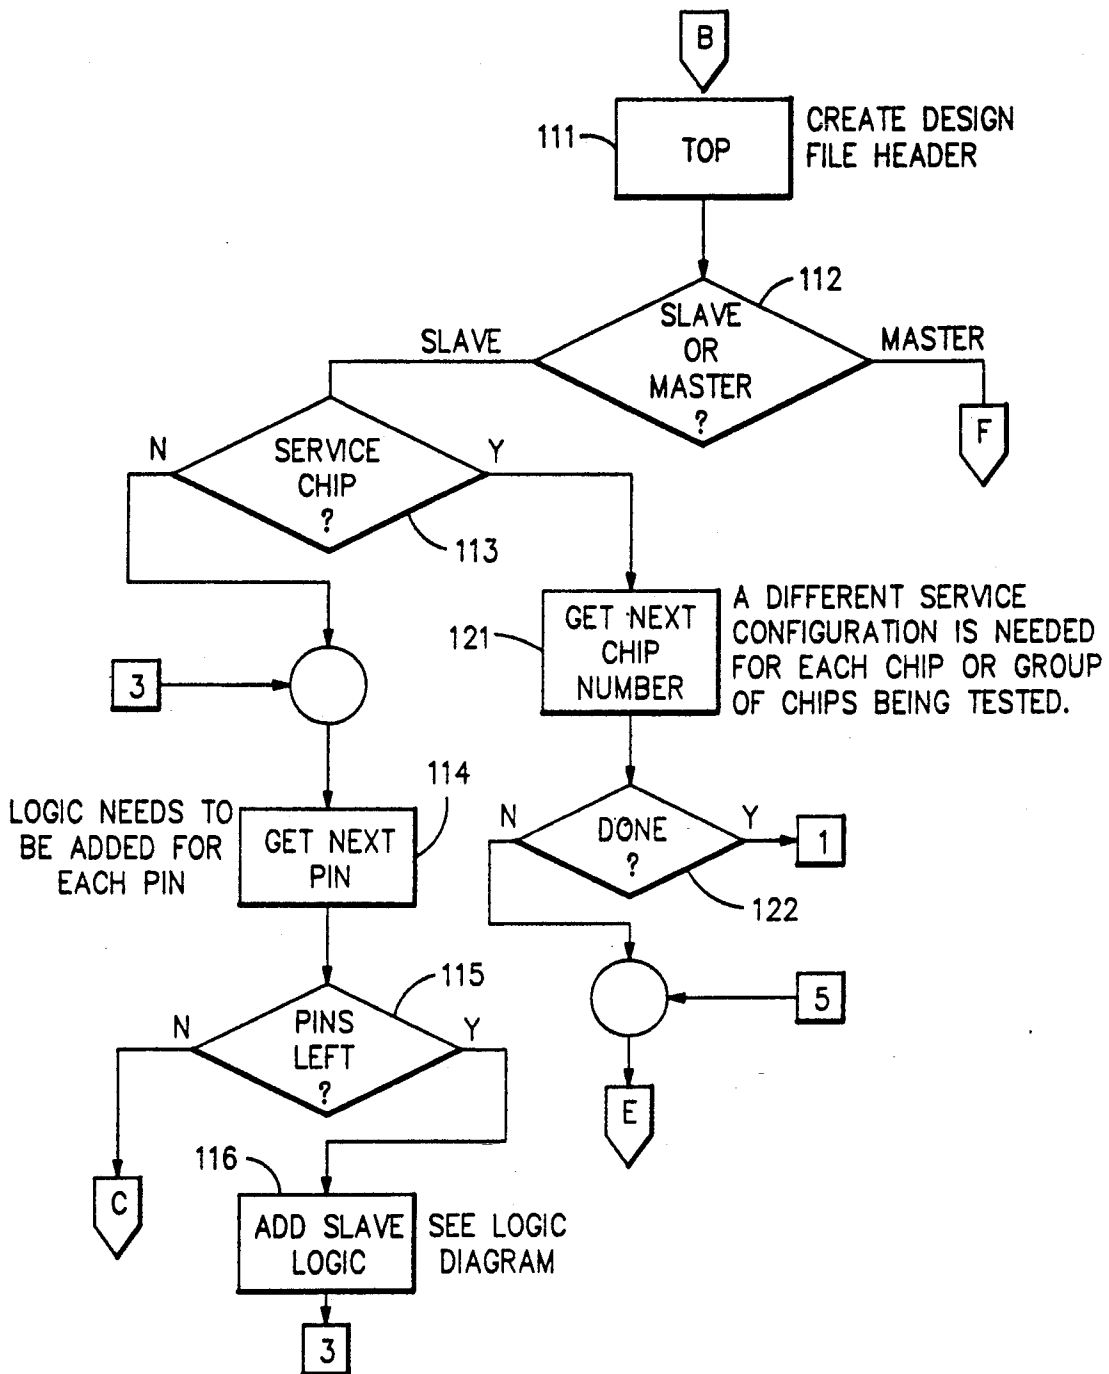 B
111
TOP
CREATE DESIGN
FILE HEADER
112
SLAVE
OR
MASTER
?
SLAVE
MASTER
F
N
SERVICE
CHIP
?
Y
113
121
GET NEXT
CHIP
NUMBER
A DIFFERENT SERVICE
CONFIGURATION IS NEEDED
FOR EACH CHIP OR GROUP
OF CHIPS BEING TESTED.
3
114
LOGIC NEEDS TO
BE ADDED FOR
EACH PIN
GET NEXT
PIN
N
DONE
?
Y
1
122
115
N
PINS
LEFT
?
Y
5
E
C
116
ADD SLAVE
LOGIC
SEE LOGIC
DIAGRAM
3